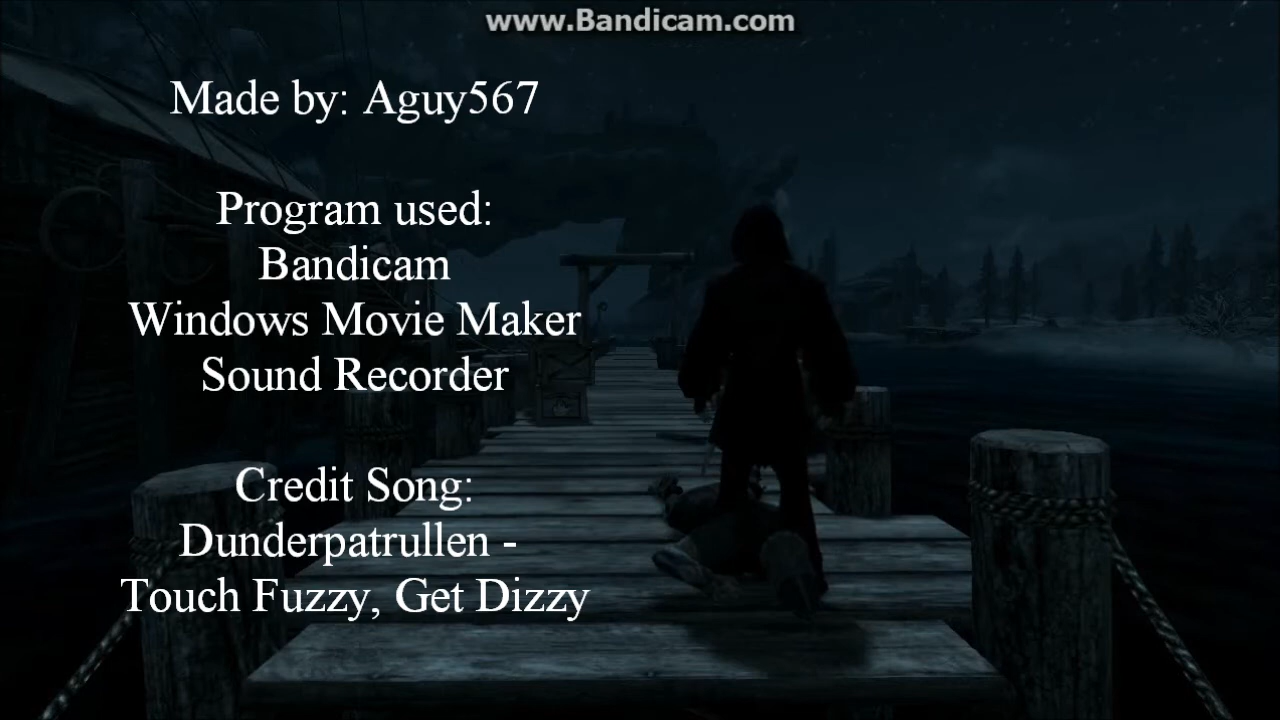 www.Bandicam.com
Made by: Aguy567
Program used:
Bandicam
Windows Movie Maker
Sound Recorder
Credit Song:
Dunderpatrullen -
Touch Fuzzy, Get Dizzy